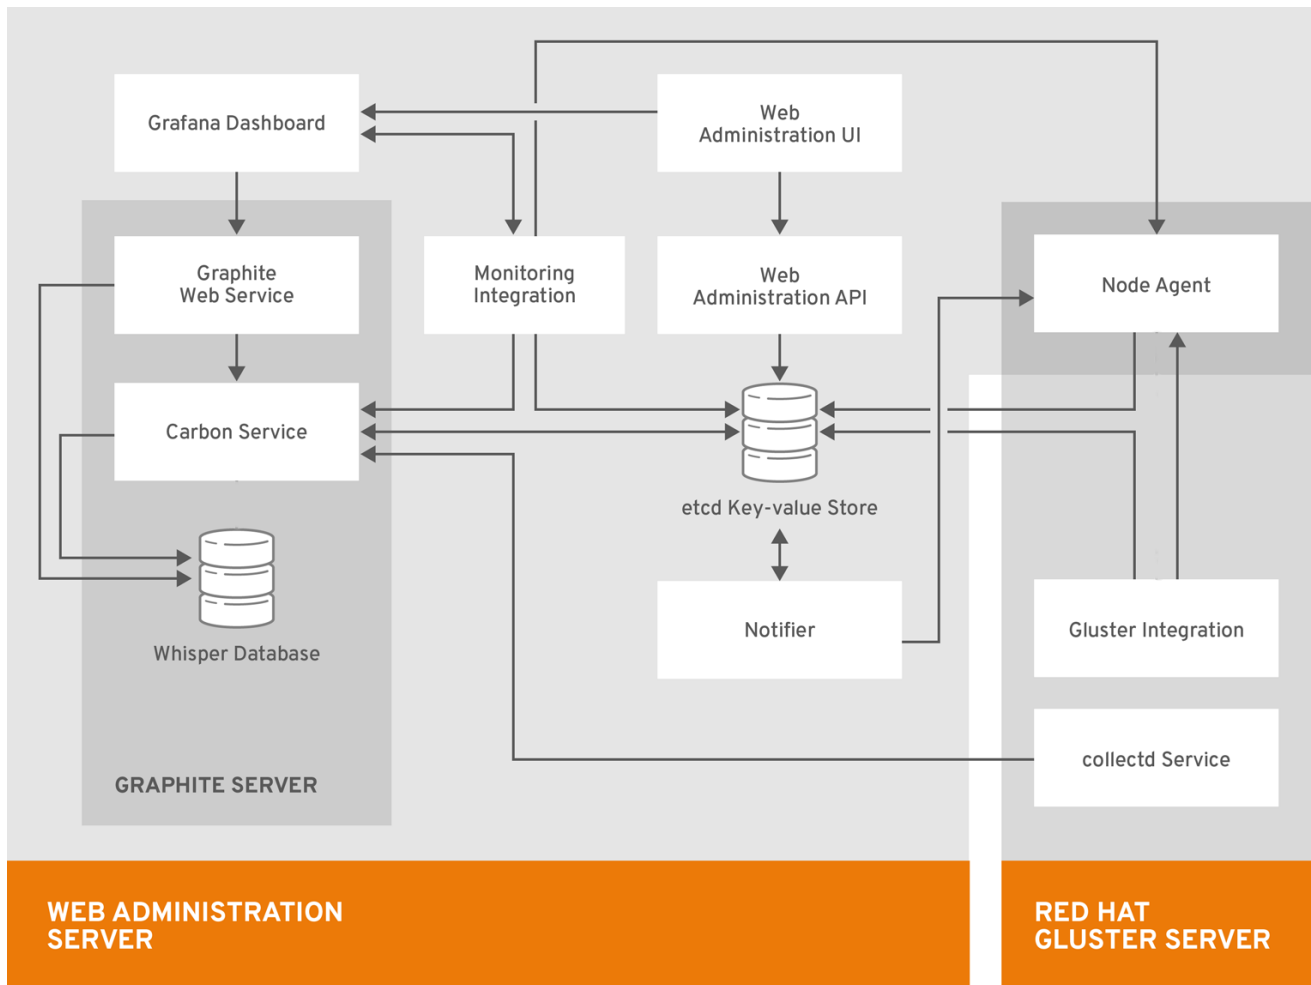 Grafana Dashboard
Web
Administration UI
Graphite
Web Service
Monitoring
Integration
Web
Administration API
Node Agent
Carbon Service
etcd Key-value Store
Notifier
Gluster Integration
Whisper Database
collectd Service
GRAPHITE SERVER
WEB ADMINISTRATION
SERVER
RED HAT
GLUSTER SERVER